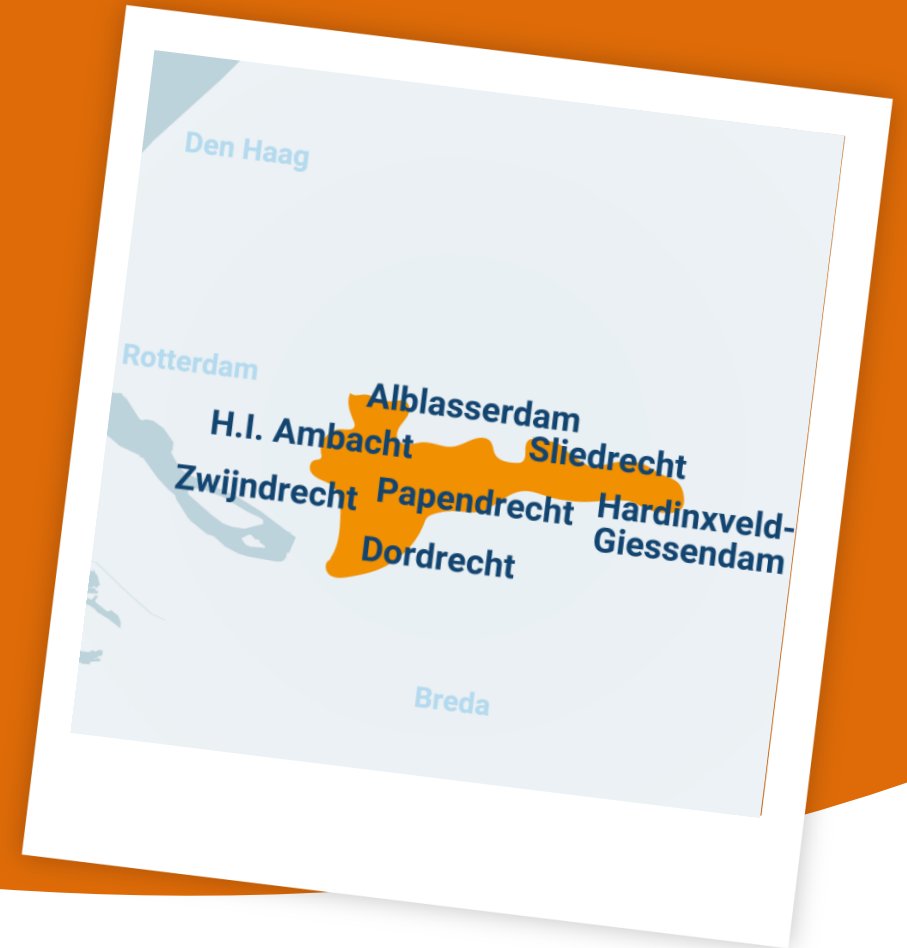 Den Haag
Rotterdam
Alblasserdam
H.I. Ambacht
Sliedrecht
Zwijndrecht
Papendrecht
Hardinxveld-
Giessendam
Dordrecht
Breda